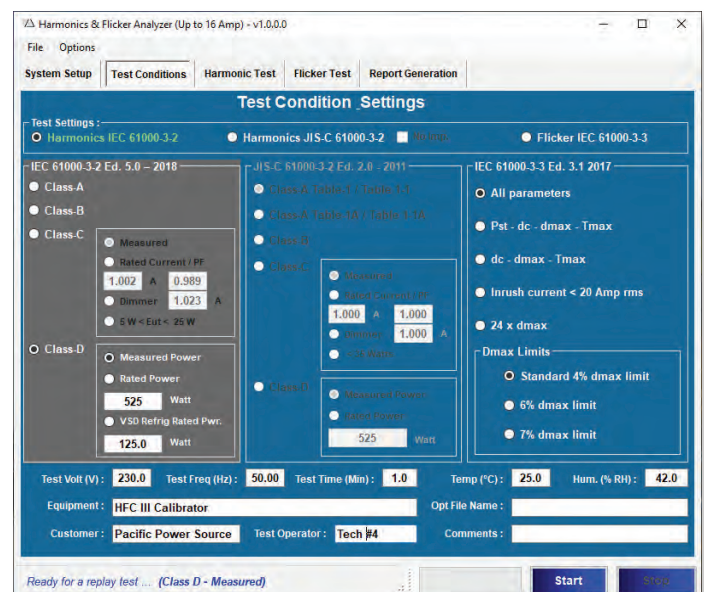 Harmonics & Flicker Analyzer (Up to 16 Amp) - v1.0.0.0
File Options
System Setup Test Conditions Harmonic Test Flicker Test Report Generation
Test Condition _Settings
Test Settings :
Harmonics IEC 61000-3-2 Harmonics JIS-C 61000-3-2 Flicker IEC 61000-3-3
IEC 61000-3-2 Ed. 5.0 – 2018
Class-A
Class-B
Class-C
Measured
Rated Current / PF
1.002 A 0.989
Dimmer 1.023 A
5 W < Eut < 25 W
Class-D
Measured Power
Rated Power
525 Watt
VSD Refrig Rated Pwr.
125.0 Watt
JIS-C 61000-3-2 Ed. 2.0 - 2011
Class-A Table 1 / Table 1-1
Class-A Table 1A / Table 1-1A
Class-B
Class-C
Measured
Rated Current / PF
1.000 A 1.000
Dimmer 1.000 A
Class-D
Measured Power
Rated Power
525 Watt
IEC 61000-3-3 Ed. 3.1 2017
All parameters
Pst - dc - dmax - Tmax
dc - dmax - Tmax
Inrush current < 20 Amp rms
24 x dmax
Dmax Limits
Standard 4% dmax limit
6% dmax limit
7% dmax limit
Test Volt (V) : 230.0 Test Freq (Hz) : 50.00 Test Time (Min) : 1.0 Temp (°C) : 25.0 Hum. (% RH) : 42.0
Equipment : HFC III Calibrator Opt File Name :
Customer : Pacific Power Source Test Operator : Tech #4 Comments :
Ready for a replay test ... (Class D - Measured) Start Stop